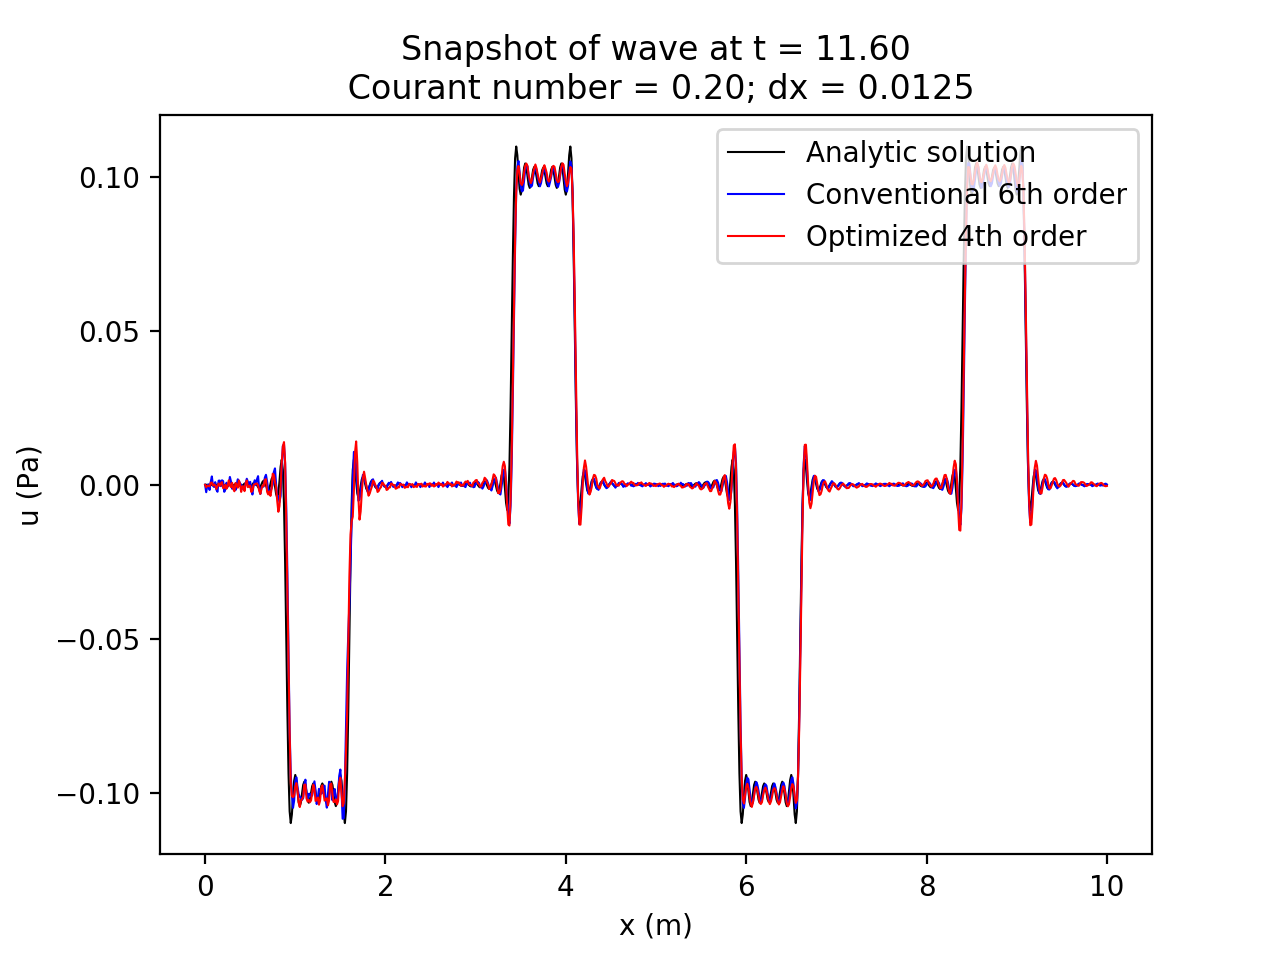 Snapshot of wave at t = 11.60
Courant number = 0.20; dx = 0.0125
Analytic solution
Conventional 6th order
Optimized 4th order
0.10
0.05
0.00
−0.05
−0.10
u (Pa)
0 2 4 6 8 10
x (m)